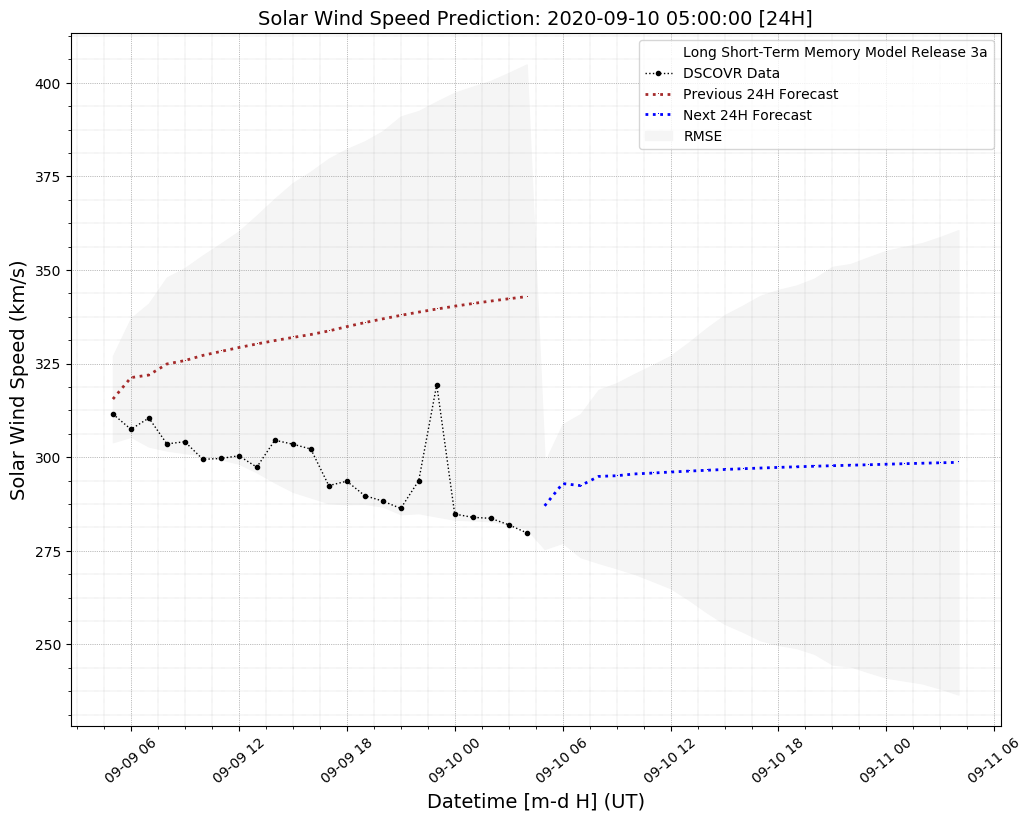 Solar Wind Speed Prediction: 2020-09-10 05:00:00 [24H]
Long Short-Term Memory Model Release 3a
DSCOVR Data
Previous 24H Forecast
Next 24H Forecast
RMSE
Solar Wind Speed (km/s)
400
375
350
325
300
275
250
09-09 06
09-09 12
09-09 18
09-10 00
09-10 06
09-10 12
09-10 18
09-11 00
09-11 06
Datetime [m-d H] (UT)